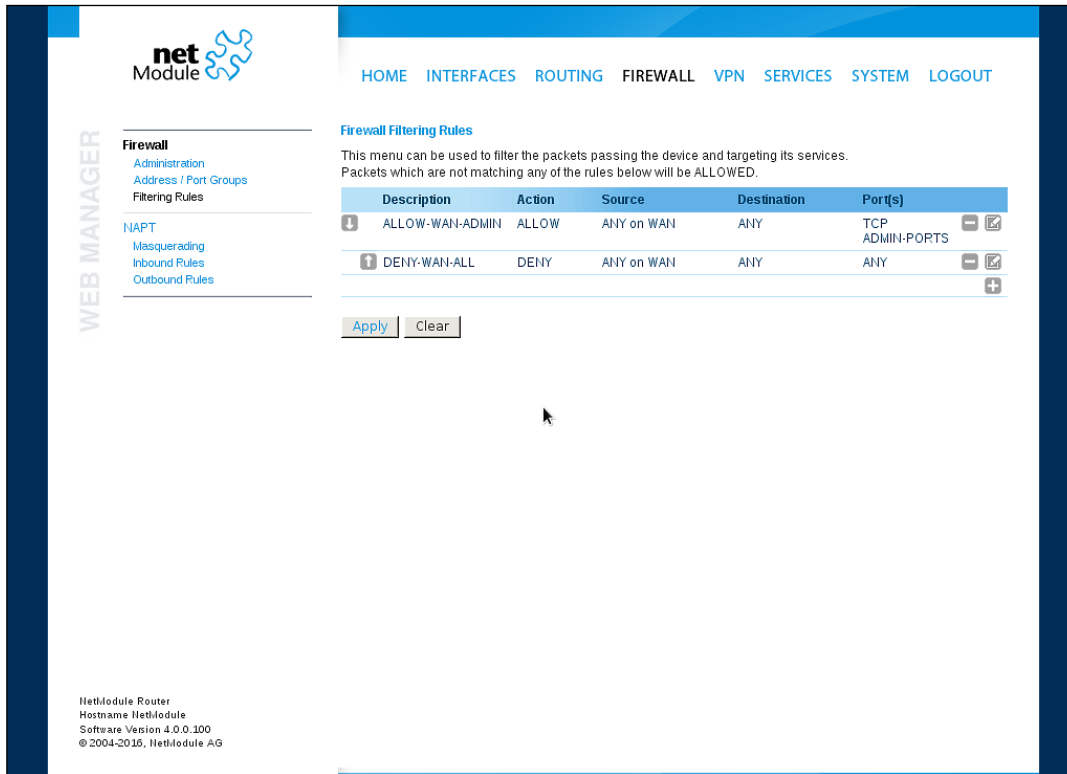 net
Module
HOME INTERFACES ROUTING FIREWALL VPN SERVICES SYSTEM LOGOUT
WEB MANAGER
Firewall
Administration
Address / Port Groups
Filtering Rules
NAPT
Masquerading
Inbound Rules
Outbound Rules
Firewall Filtering Rules
This menu can be used to filter the packets passing the device and targeting its services.
Packets which are not matching any of the rules below will be ALLOWED.
Description Action Source Destination Port(s)
ALLOW-WAN-ADMIN ALLOW ANY on WAN ANY TCP
ADMIN-PORTS
DENY-WAN-ALL DENY ANY on WAN ANY ANY
Apply Clear
NetModule Router
Hostname NetModule
Software Version 4.0.0.100
© 2004-2016, NetModule AG